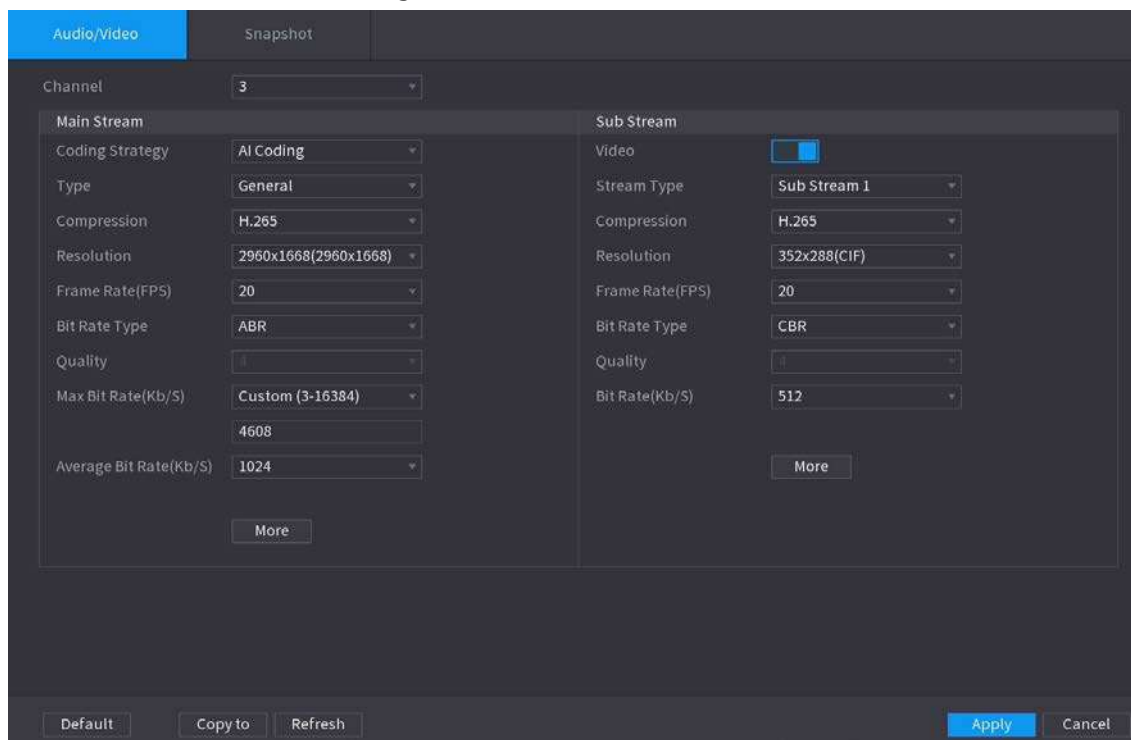 Audio/Video Snapshot
Channel 3
Main Stream
Coding Strategy AI Coding
Type General
Compression H.265
Resolution 2960x1668(2960x1668)
Frame Rate(FPS) 20
Bit Rate Type ABR
Quality 4
Max Bit Rate(Kb/S) Custom (3-16384)
4608
Average Bit Rate(Kb/S) 1024
More
Sub Stream
Video
Stream Type Sub Stream 1
Compression H.265
Resolution 352x288(CIF)
Frame Rate(FPS) 20
Bit Rate Type CBR
Quality 4
Bit Rate(Kb/S) 512
More
Default Copy to Refresh Apply Cancel